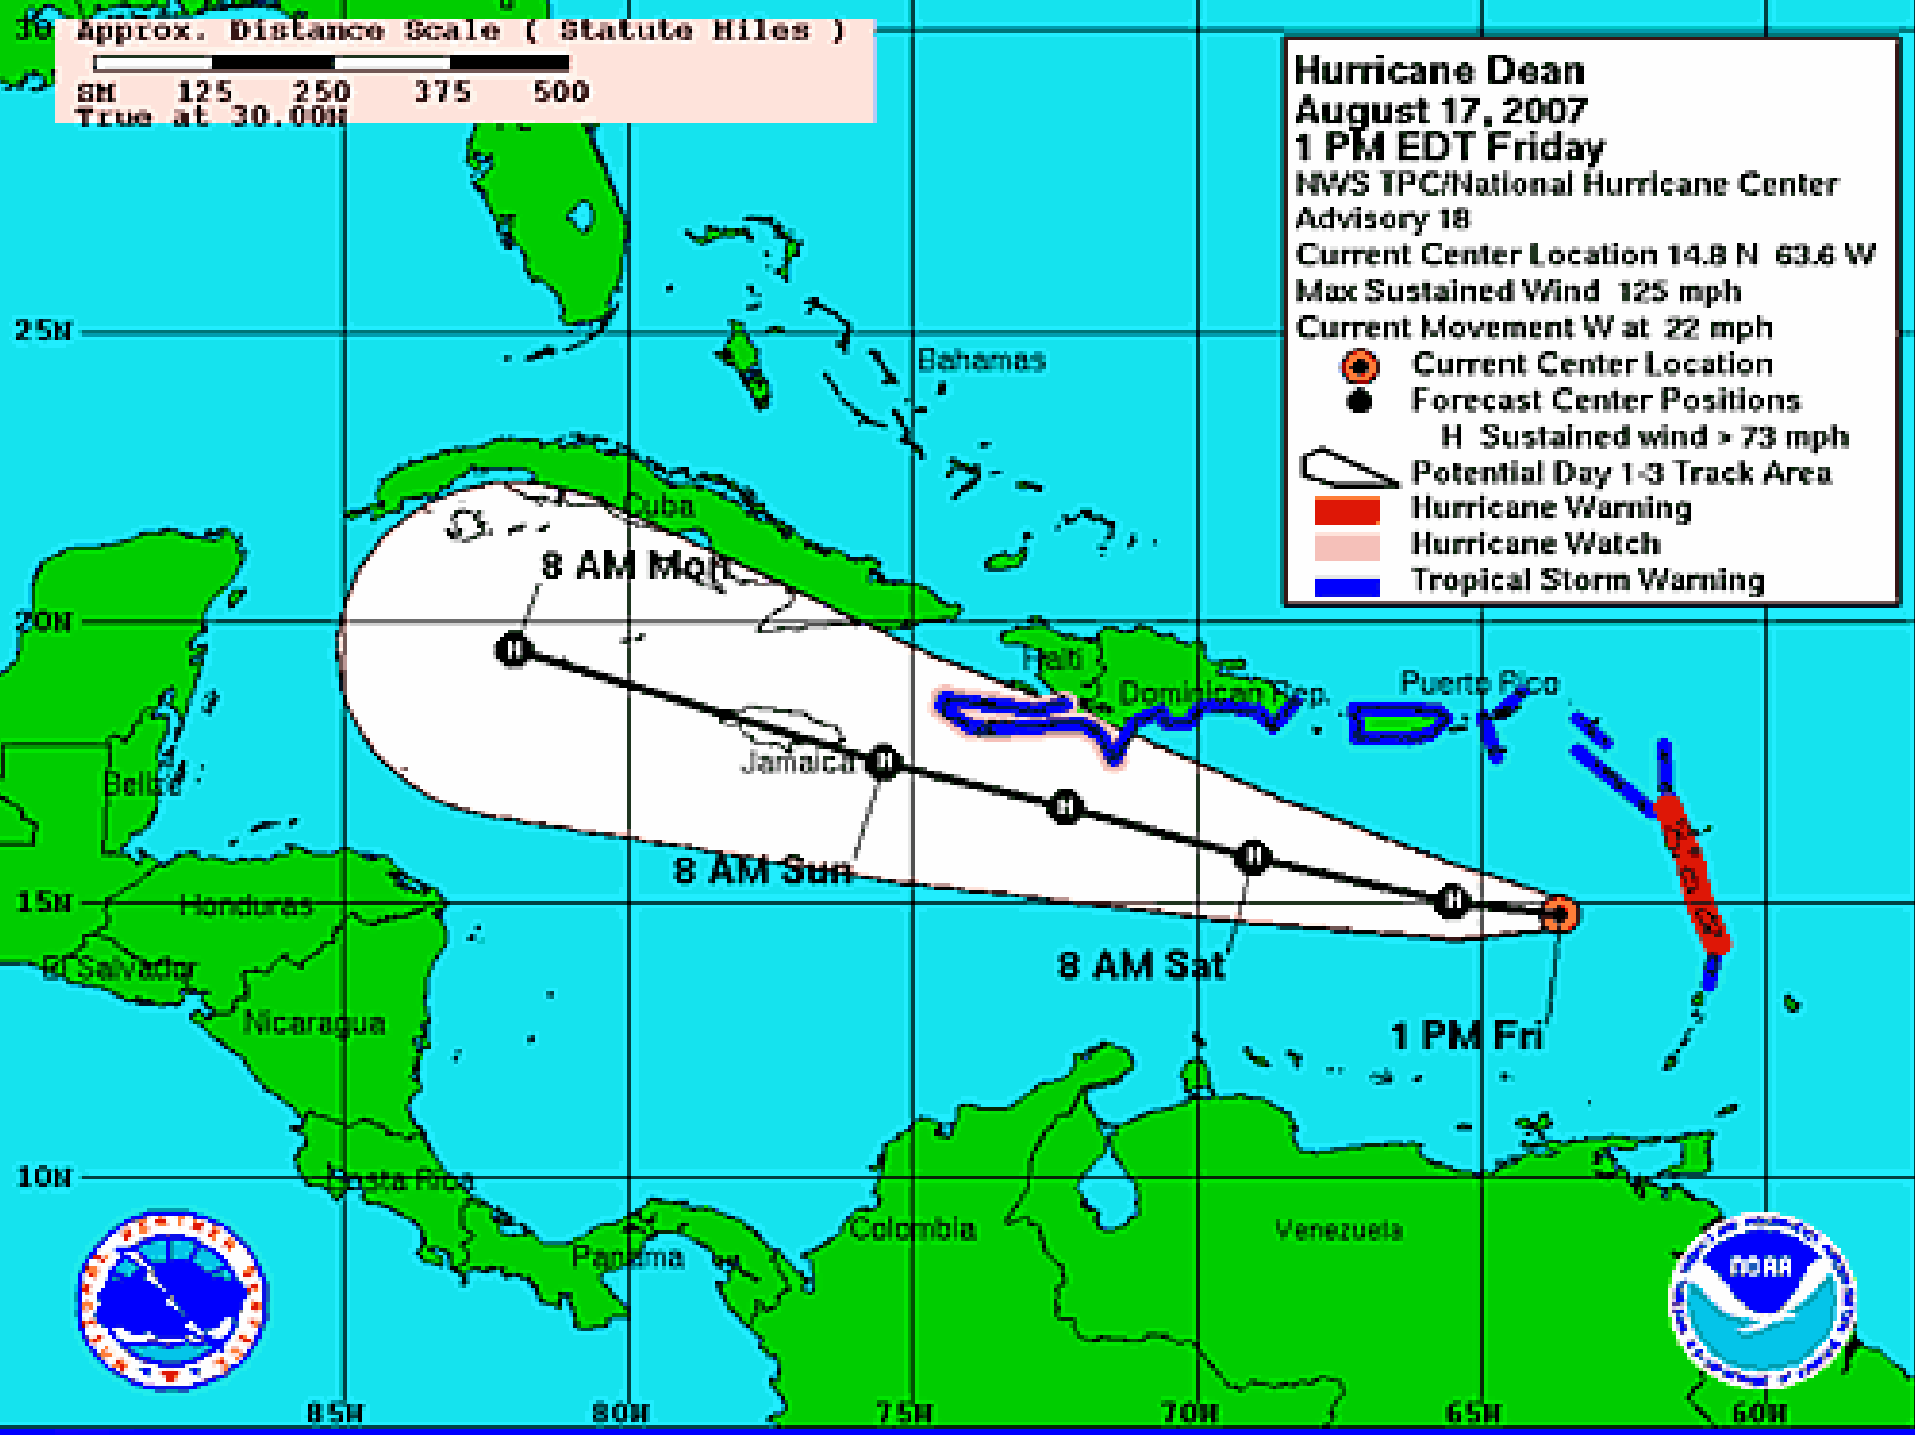 30
Approx. Distance Scale ( Statute Miles )
SM 125 250 375 500
True at 30.00N
Hurricane Dean
August 17, 2007
1 PM EDT Friday
NWS TPC/National Hurricane Center
Advisory 18
Current Center Location 14.8 N 63.6 W
Max Sustained Wind 125 mph
Current Movement W at 22 mph
Current Center Location
Forecast Center Positions
H Sustained wind > 73 mph
Potential Day 1-3 Track Area
Hurricane Warning
Hurricane Watch
Tropical Storm Warning
25N
Bahamas
Cuba
8 AM Mon
20N
H
Haiti
Dominican Rep.
Puerto Rico
Jamaica
H
H
Belize
8 AM Sun
H
15N
Honduras
H
8 AM Sat
El Salvador
Nicaragua
1 PM Fri
10N
Costa Rica
Colombia
Venezuela
Panama
NATIONAL WEATHER SERVICE
NOAA
85W 80W 75W 70W 65W 60W